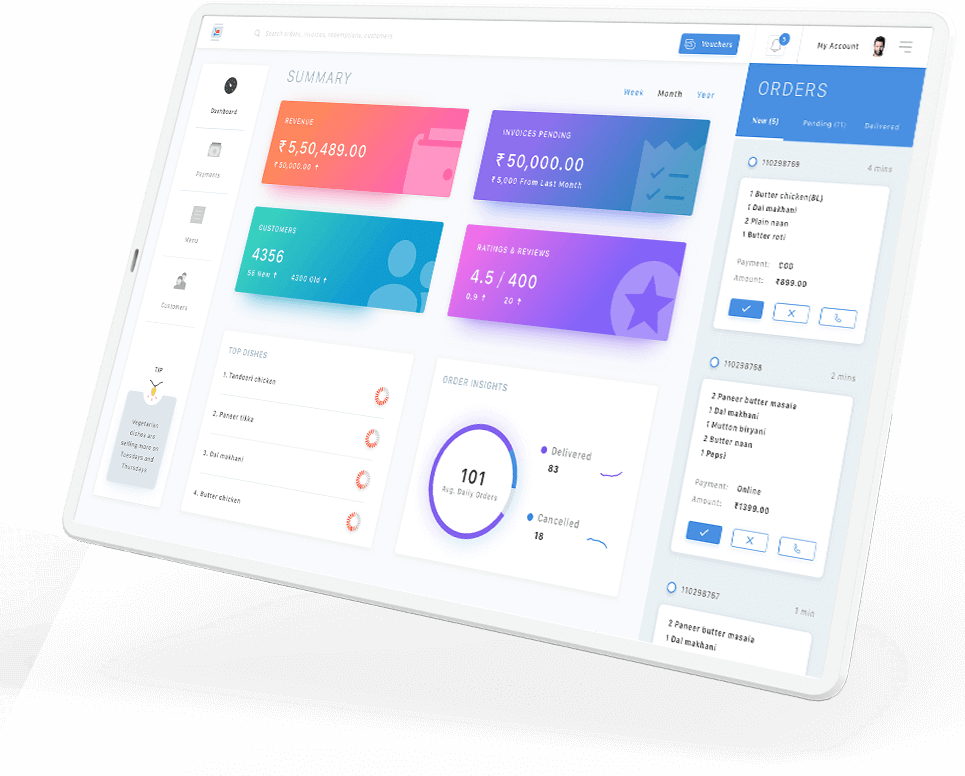 Search orders, invoices, redemptions, customers
Vouchers
5
My Account
Dashboard
Payments
Menu
Customers
TIP
Vegetarian
dishes are
selling more on
Tuesdays and
Thursdays
SUMMARY
Week
Month
Year
REVENUE
₹5,50,489.00
₹50,000.00 ↑
INVOICES PENDING
₹50,000.00
₹5,000 From Last Month
CUSTOMERS
4356
56 New ↑ 4300 Old ↑
RATINGS & REVIEWS
4.5 / 400
0.9 ↑ 20 ↑
TOP DISHES
1. Tandoori chicken
2. Paneer tikka
3. Dal makhani
4. Butter chicken
ORDER INSIGHTS
101
Avg. Daily Orders
Delivered
83
Cancelled
18
ORDERS
New (5)
Pending (11)
Delivered
110298769
4 mins
1 Butter chicken(BL)
1 Dal makhani
2 Plain naan
1 Butter roti
Payment: COD
Amount: ₹899.00
110298768
2 mins
2 Paneer butter masala
1 Dal makhani
1 Mutton biryani
2 Butter naan
1 Pepsi
Payment: Online
Amount: ₹1399.00
110298767
1 min
2 Paneer butter masala
1 Dal makhani